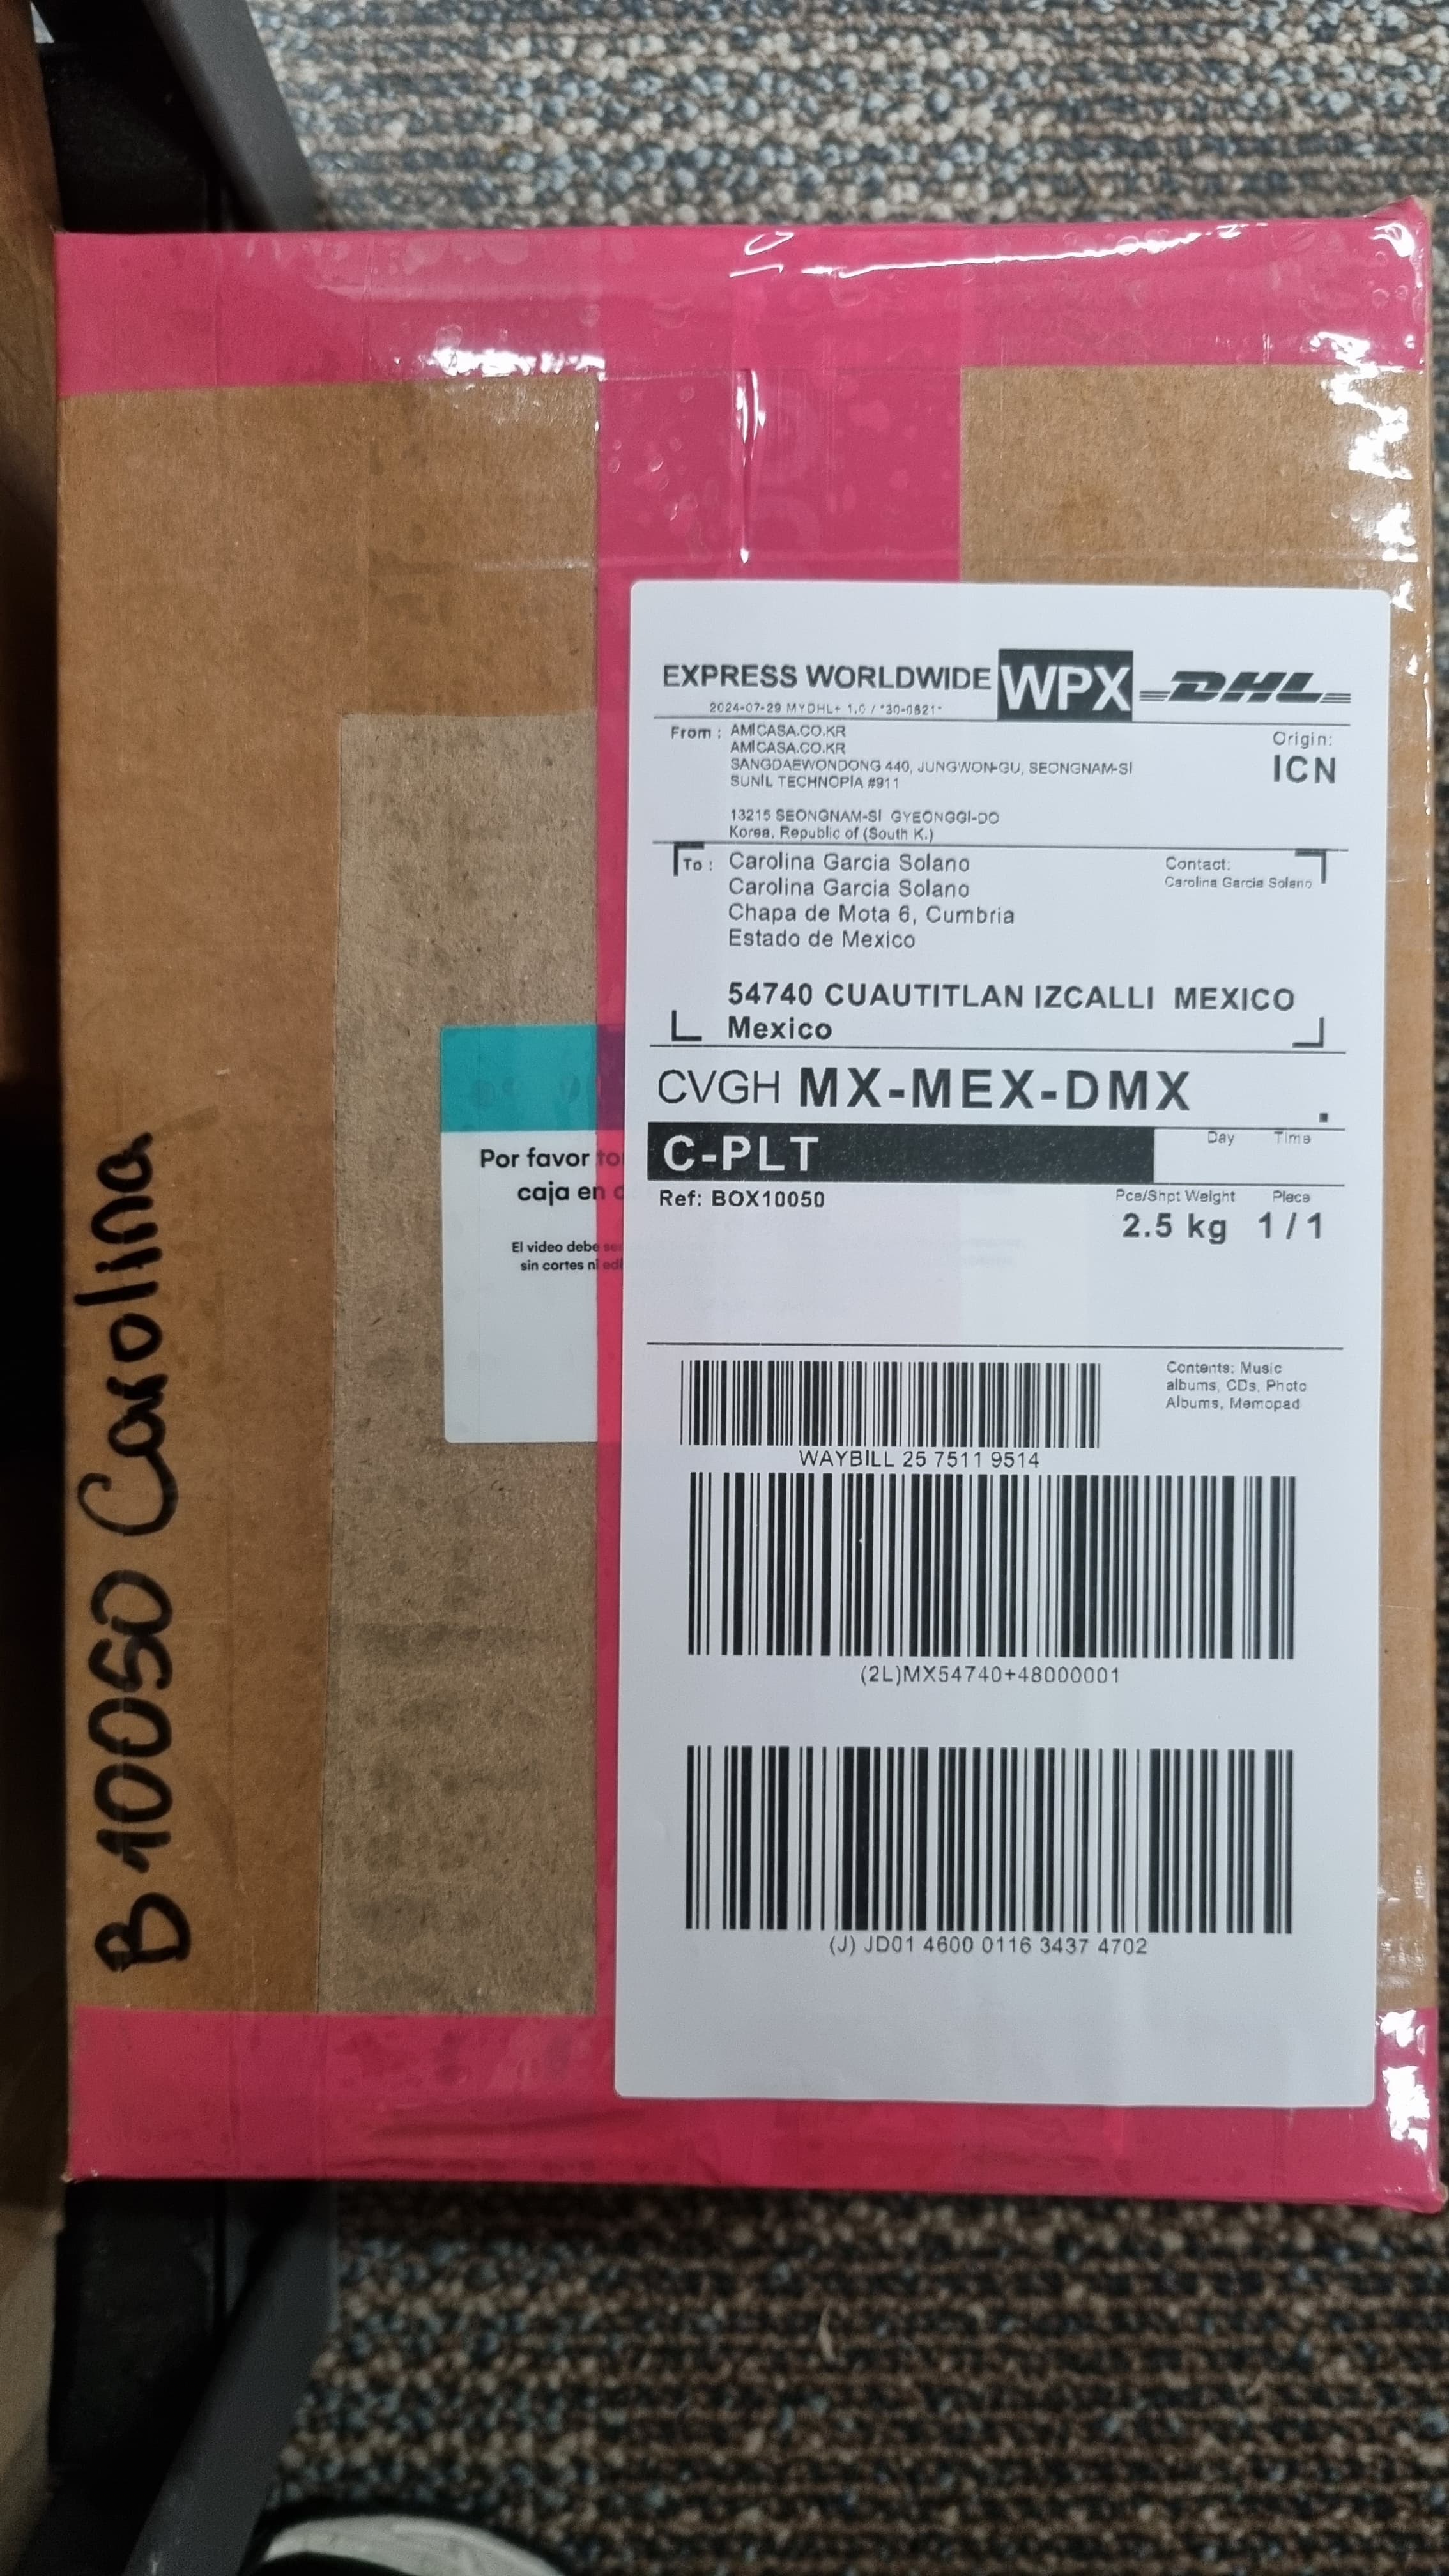 EXPRESS WORLDWIDE WPX DHL
2024-07-29 MYDHL+ 1.0 / *30-0821*
From : AMICASA.CO.KR
AMICASA.CO.KR
SANGDAEWONDONG 440, JUNGWON-GU, SEONGNAM-SI
SUNIL TECHNOPIA #911
13215 SEONGNAM-SI GYEONGGI-DO
Korea, Republic of (South K.)
Origin:
ICN
To : Carolina Garcia Solano
Carolina Garcia Solano
Chapa de Mota 6, Cumbria
Estado de Mexico
54740 CUAUTITLAN IZCALLI MEXICO
Mexico
Contact:
Carolina Garcia Solano
CVGH MX-MEX-DMX
C-PLT
Day Time
Ref: BOX10050
Pce/Shpt Weight Piece
2.5 kg 1 / 1
Contents: Music
albums, CDs, Photo
Albums, Memopad
WAYBILL 25 7511 9514
(2L)MX54740+48000001
(J) JD01 4600 0116 3437 4702
Por favor
caja en
El video debe
sin cortes ni
B 10050 Carolina